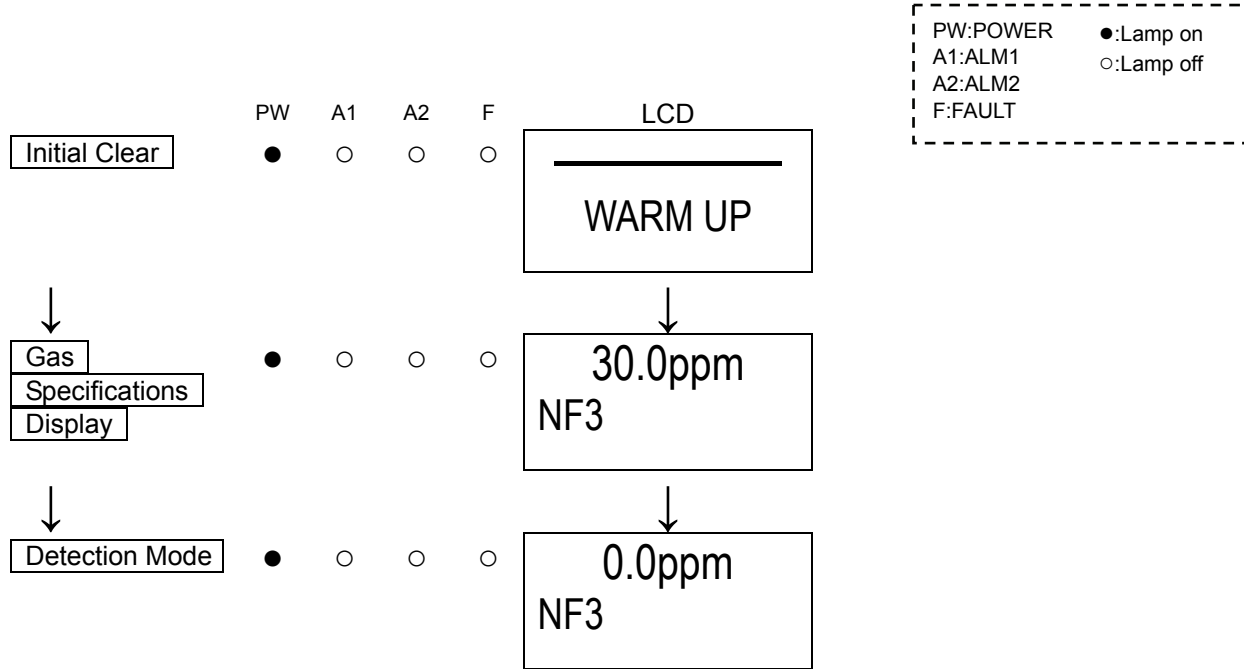 PW:POWER ●:Lamp on
A1:ALM1 ○:Lamp off
A2:ALM2
F:FAULT
PW A1 A2 F LCD
Initial Clear ● ○ ○ ○
WARM UP
↓ ↓
Gas ● ○ ○ ○ 30.0ppm
Specifications
Display NF3
↓ ↓
Detection Mode ● ○ ○ ○ 0.0ppm
NF3